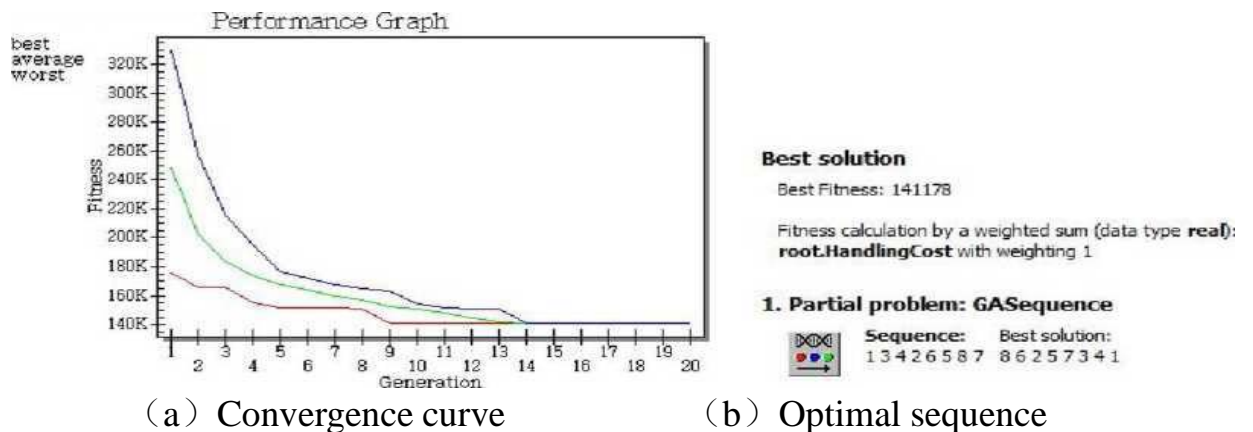 Performance Graph
best
average
worst
Fitness
320K
300K
280K
260K
240K
220K
200K
180K
160K
140K
1 3 5 7 9 11 13 15 17 19
2 4 6 8 10 12 14 16 18 20
Generation
Best solution
Best Fitness: 141178
Fitness calculation by a weighted sum (data type real):
root.HandlingCost with weighting 1
1. Partial problem: GASequence
Sequence: Best solution:
1 3 4 2 6 5 8 7 8 6 2 5 7 3 4 1
（a）Convergence curve （b）Optimal sequence